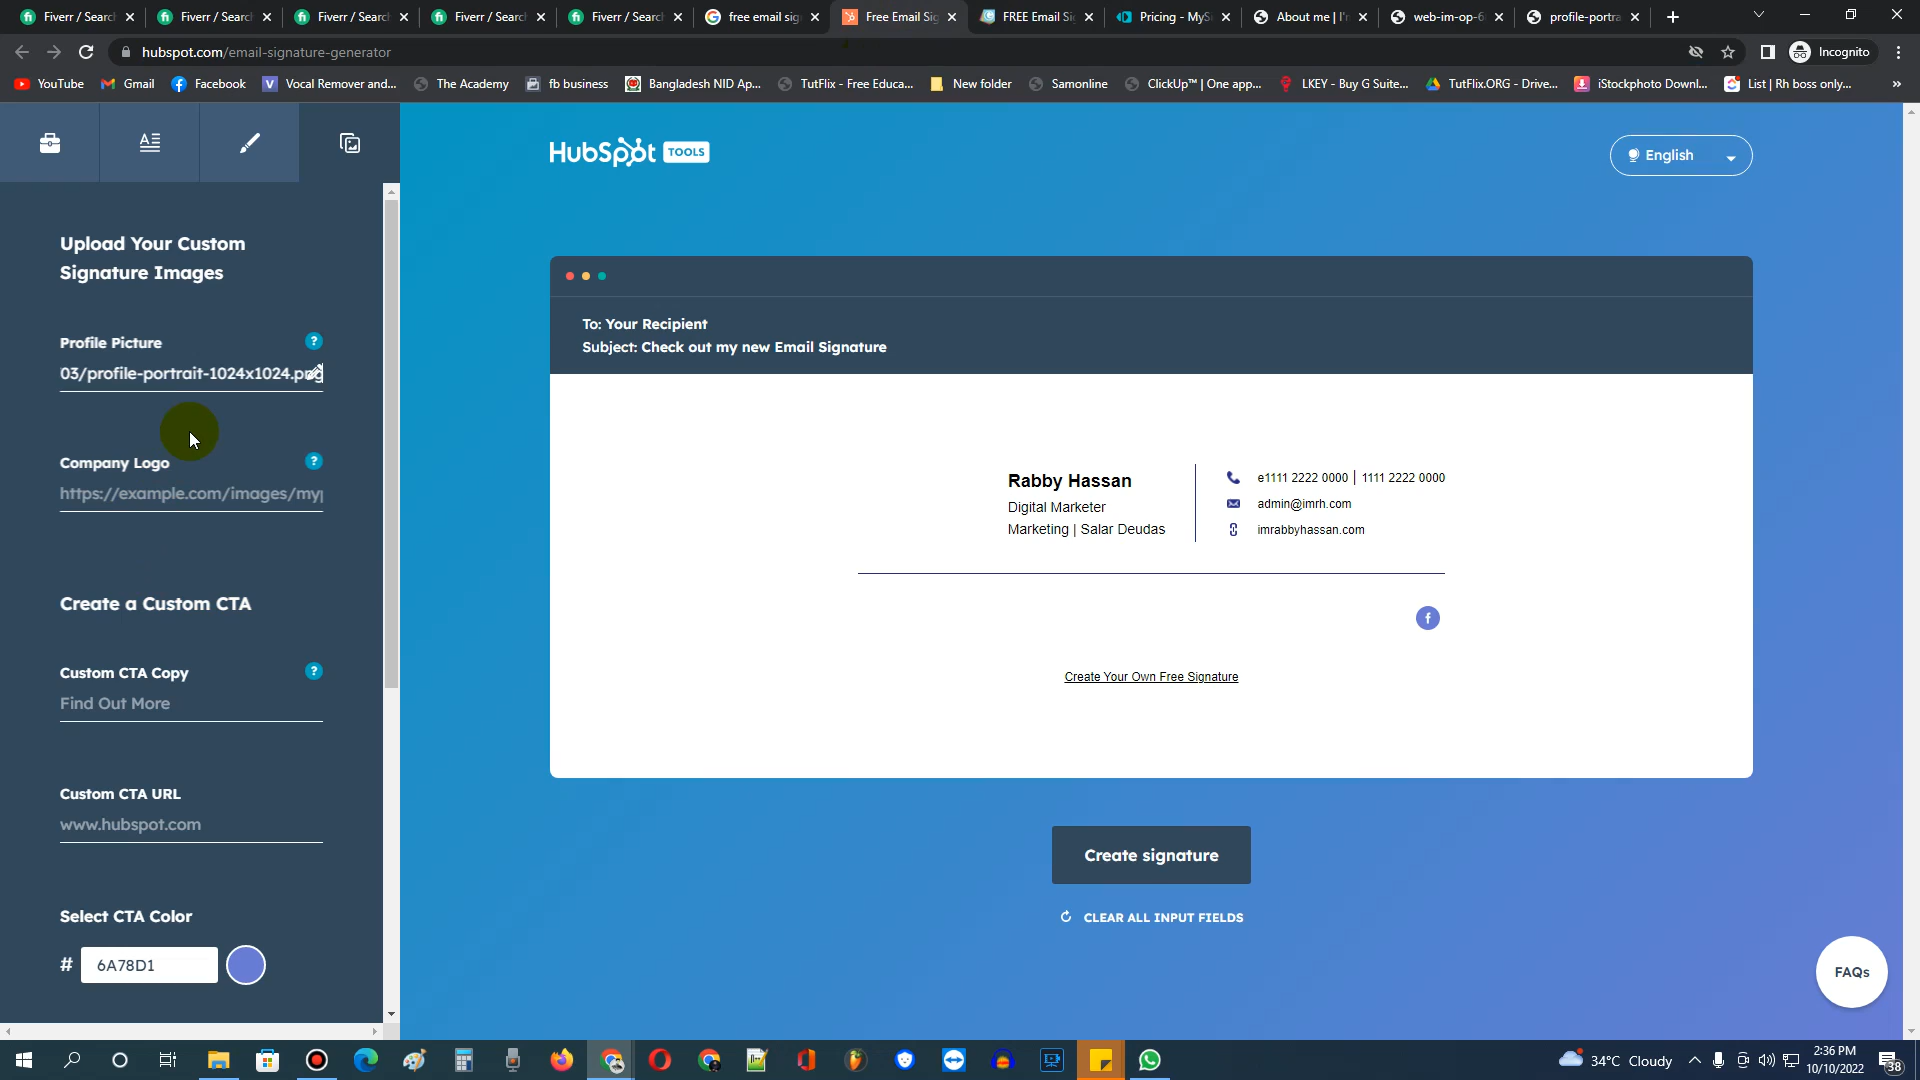 Fiverr / Searc
Fiverr / Searc
Fiverr / Searc
Fiverr / Searc
Fiverr / Searc
free email sig
Free Email Sig
FREE Email Si
Pricing - MyS
About me | I'
web-im-op-6
profile-portra
hubspot.com/email-signature-generator
Incognito
YouTube
Gmail
Facebook
Vocal Remover and...
The Academy
fb business
Bangladesh NID Ap...
TutFlix - Free Educa...
New folder
Samonline
ClickUp™ | One app...
LKEY - Buy G Suite...
TutFlix.ORG - Drive...
iStockphoto Downl...
List | Rh boss only...
»
HubSpot TOOLS
English
Upload Your Custom
Signature Images
Profile Picture
?
03/profile-portrait-1024x1024.png
Company Logo
?
https://example.com/images/my
Create a Custom CTA
Custom CTA Copy
?
Find Out More
Custom CTA URL
www.hubspot.com
Select CTA Color
# 6A78D1
To: Your Recipient
Subject: Check out my new Email Signature
Rabby Hassan
Digital Marketer
Marketing | Salar Deudas
e1111 2222 0000 | 1111 2222 0000
admin@imrh.com
imrabbyhassan.com
Create Your Own Free Signature
Create signature
CLEAR ALL INPUT FIELDS
FAQs
34°C Cloudy
2:36 PM
10/10/2022
38